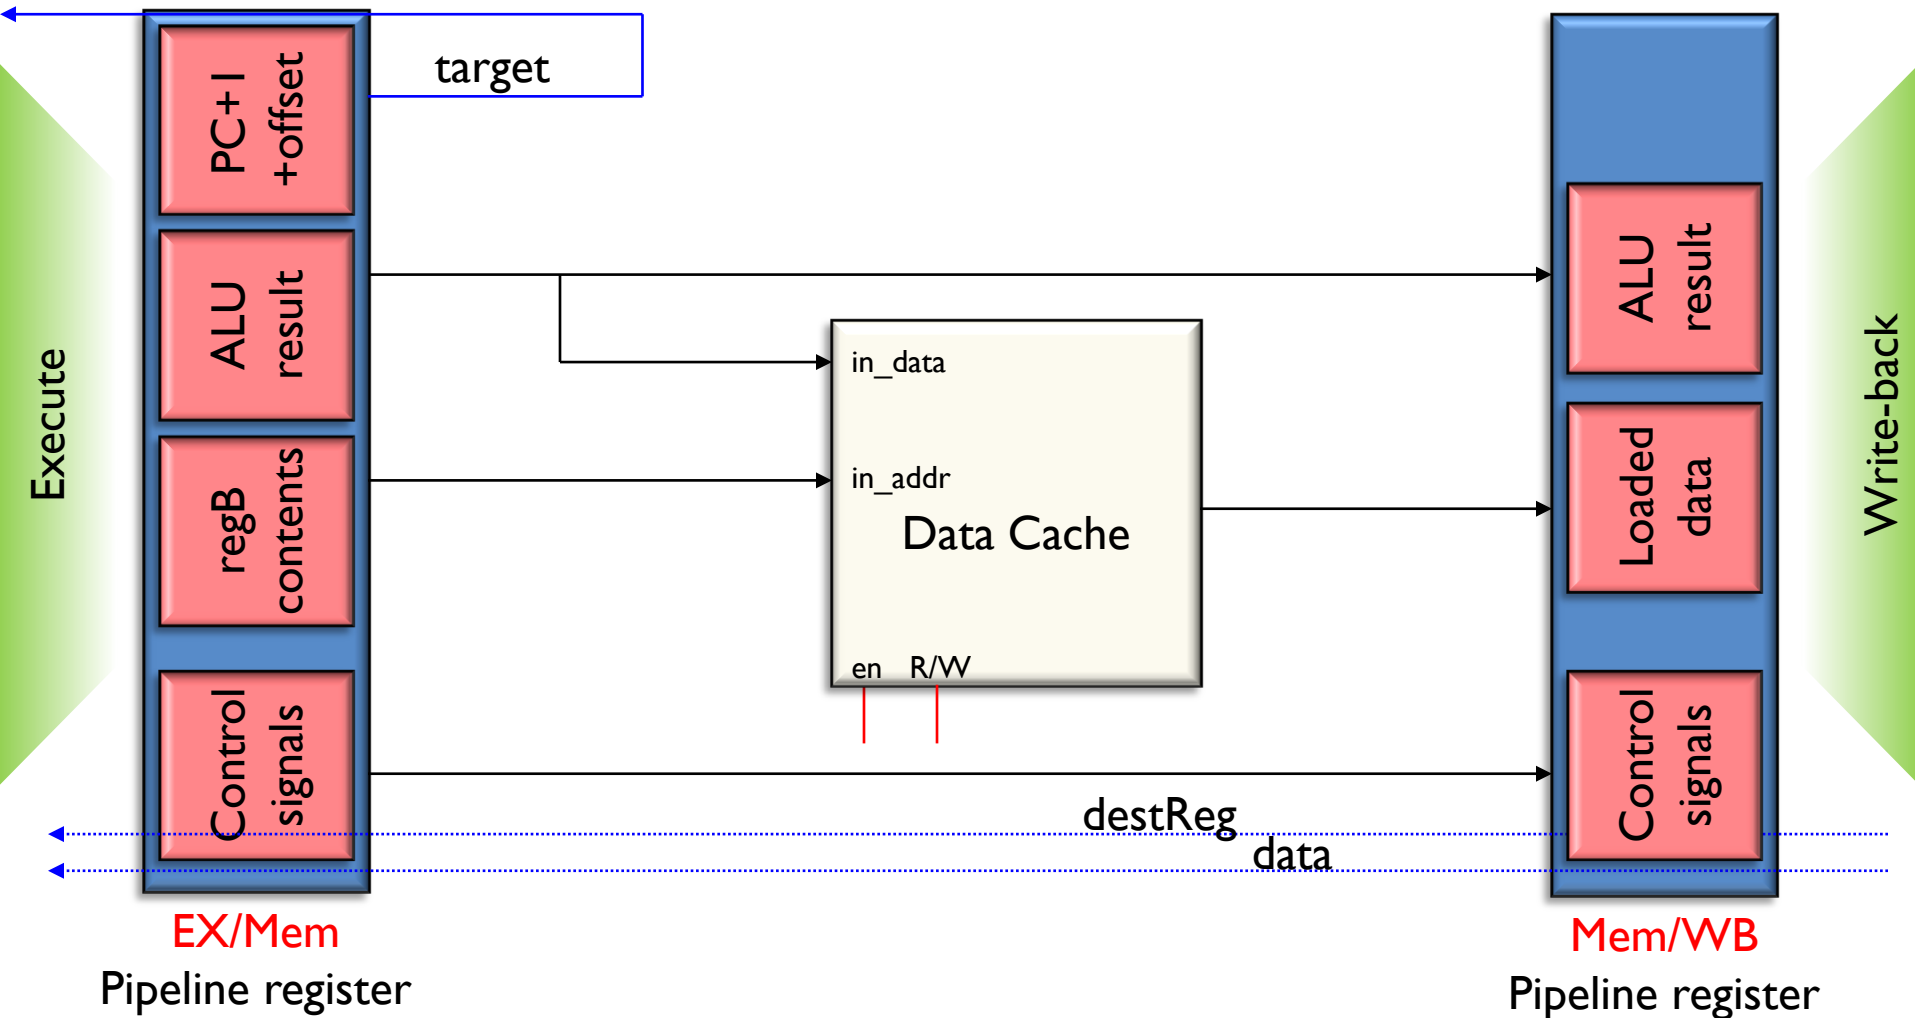 target
PC+1
+offset
ALU
result
regB
contents
Control
signals
Execute
in_data
in_addr
Data Cache
en R/W
ALU
result
Loaded
data
Control
signals
Write-back
destReg
data
EX/Mem
Pipeline register
Mem/WB
Pipeline register